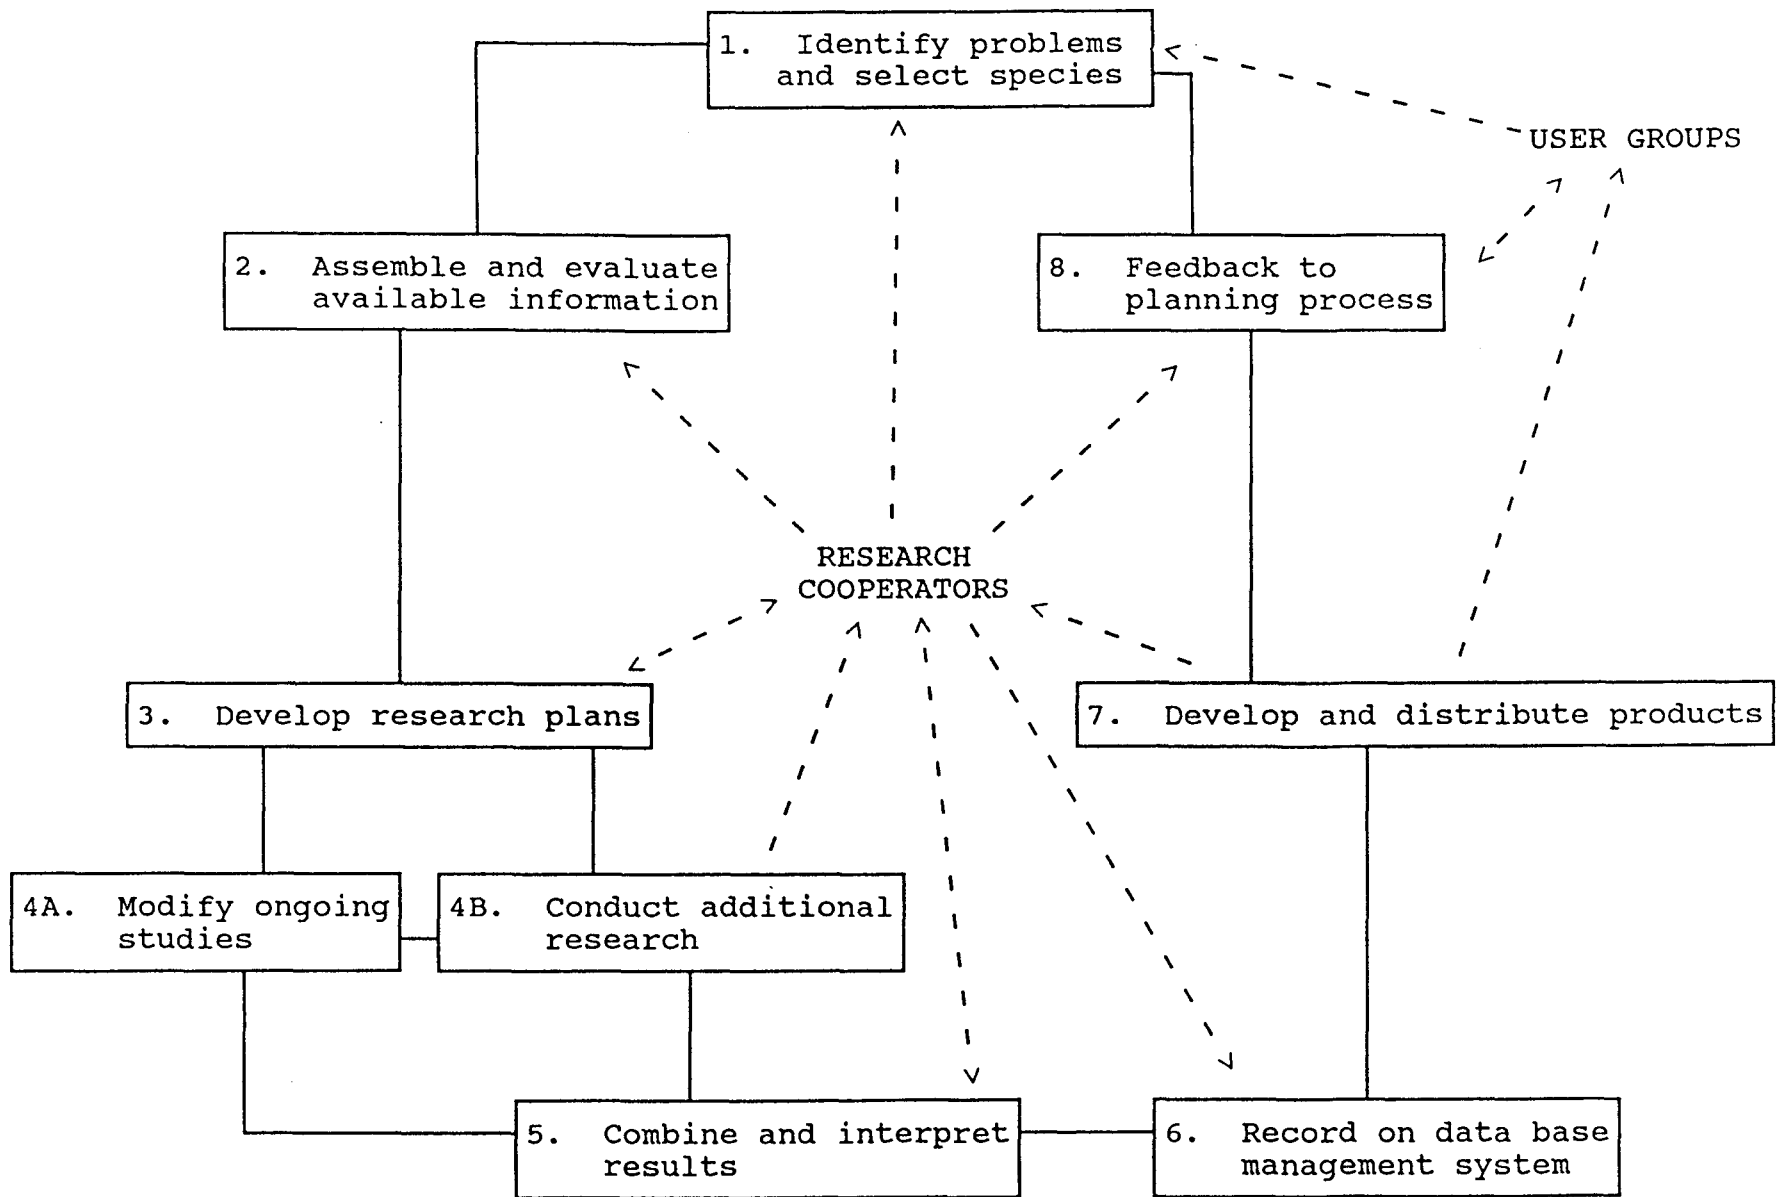 1. Identify problems
and select species
USER GROUPS
2. Assemble and evaluate
available information
8. Feedback to
planning process
RESEARCH
COOPERATORS
3. Develop research plans
7. Develop and distribute products
4A. Modify ongoing
studies
4B. Conduct additional
research
5. Combine and interpret
results
6. Record on data base
management system